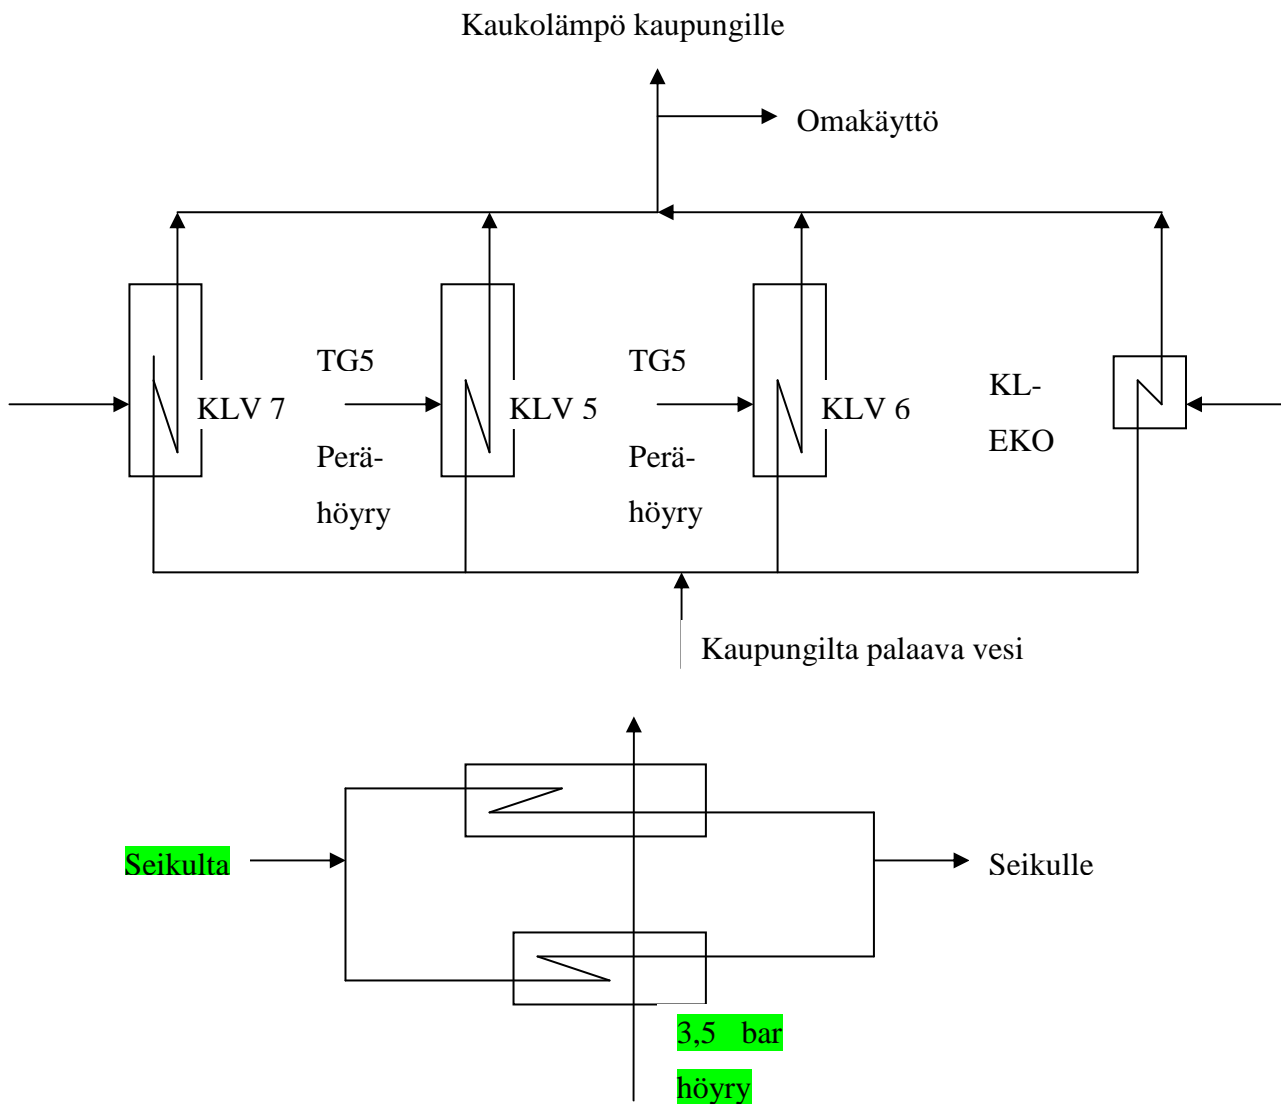 Kaukolämpö kaupungille
Omakäyttö
KLV 7
TG5
Perä-
höyry
KLV 5
TG5
Perä-
höyry
KLV 6
KL-
EKO
Kaupungilta palaava vesi
Seikulta
Seikulle
3,5 bar
höyry